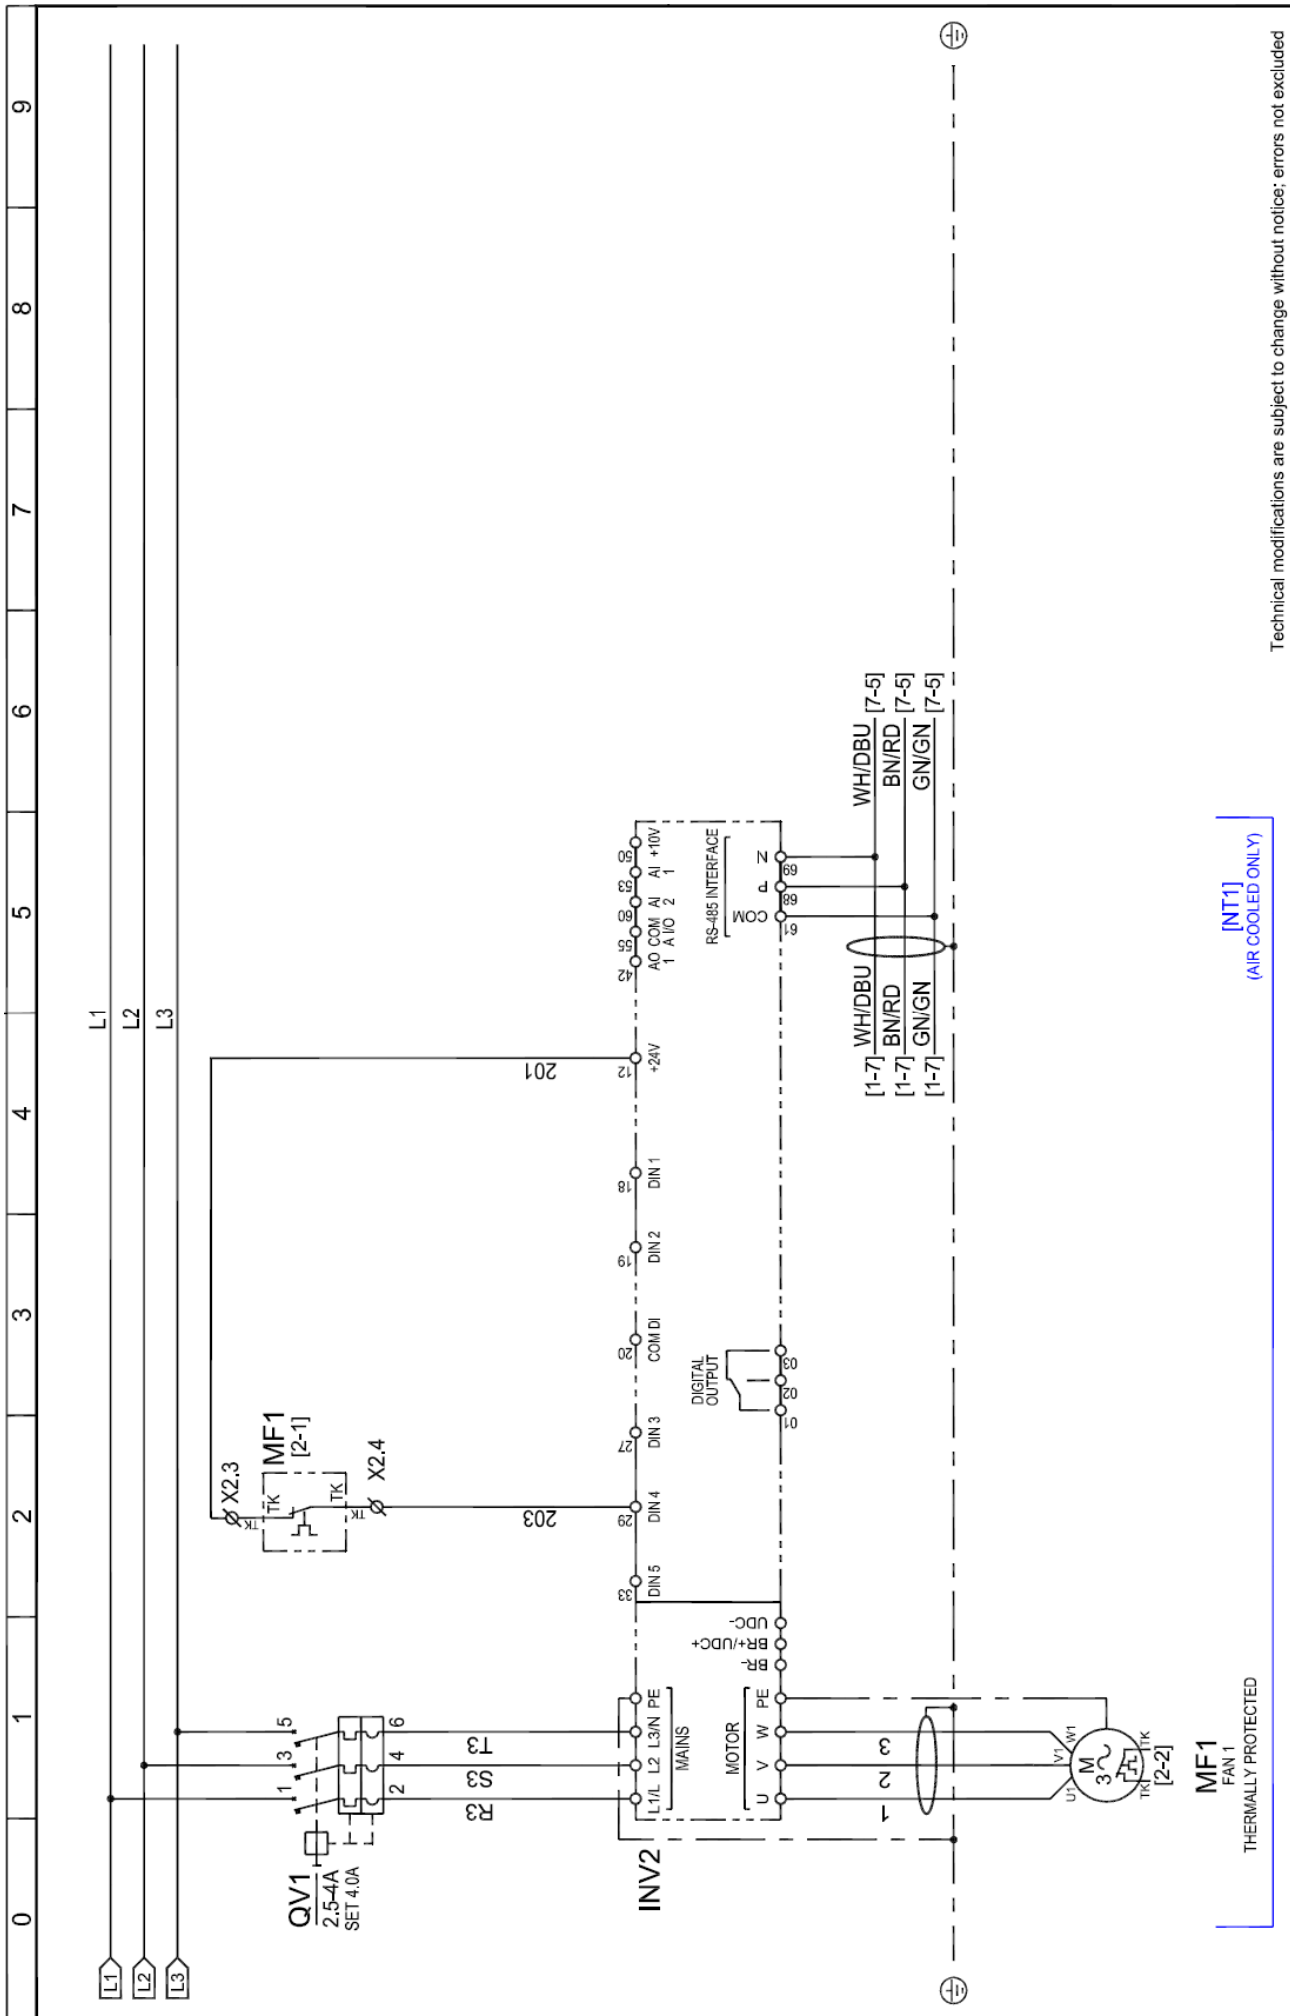 0 1 2 3 4 5 6 7 8 9
L1 L1
L2 L2
L3 L3
QV1
2.5-4A
SET 4.0A
1 3 5
2 4 6
R3 S3 T3
X2.3
TK
TK
MF1
[2-1]
TK
TK
X2.4
203
201
INV2
L1/L L2 L3/N PE
MAINS
33 29 27 20 19 18 12 42 55 60 53 50
DIN 5 DIN 4 DIN 3 COM DI DIN 2 DIN 1 +24V
AO COM AI AI +10V
1 A I/O 2 1
DIGITAL
OUTPUT
RS-485 INTERFACE
MOTOR
U V W PE BR- BR+/UDC+ UDC-
01 02 03
COM P N
61 68 69
[1-7] WH/DBU WH/DBU [7-5]
[1-7] BN/RD BN/RD [7-5]
[1-7] GN/GN GN/GN [7-5]
1 2 3
U1 V1 W1
M
3
TK TK
[2-2]
MF1
FAN 1
THERMALLY PROTECTED
[NT1]
(AIR COOLED ONLY)
Technical modifications are subject to change without notice; errors not excluded